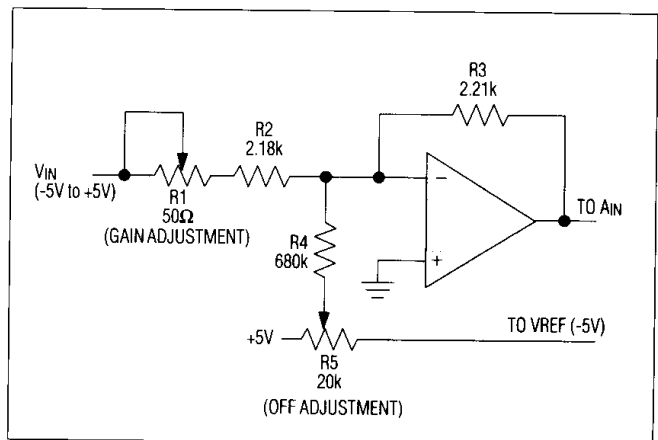 R3
2.21k
R2
2.18k
VIN
(-5V to +5V)
R1
50Ω
(GAIN ADJUSTMENT)
−
+
TO AIN
R4
680k
+5V
TO VREF (-5V)
R5
20k
(OFF ADJUSTMENT)